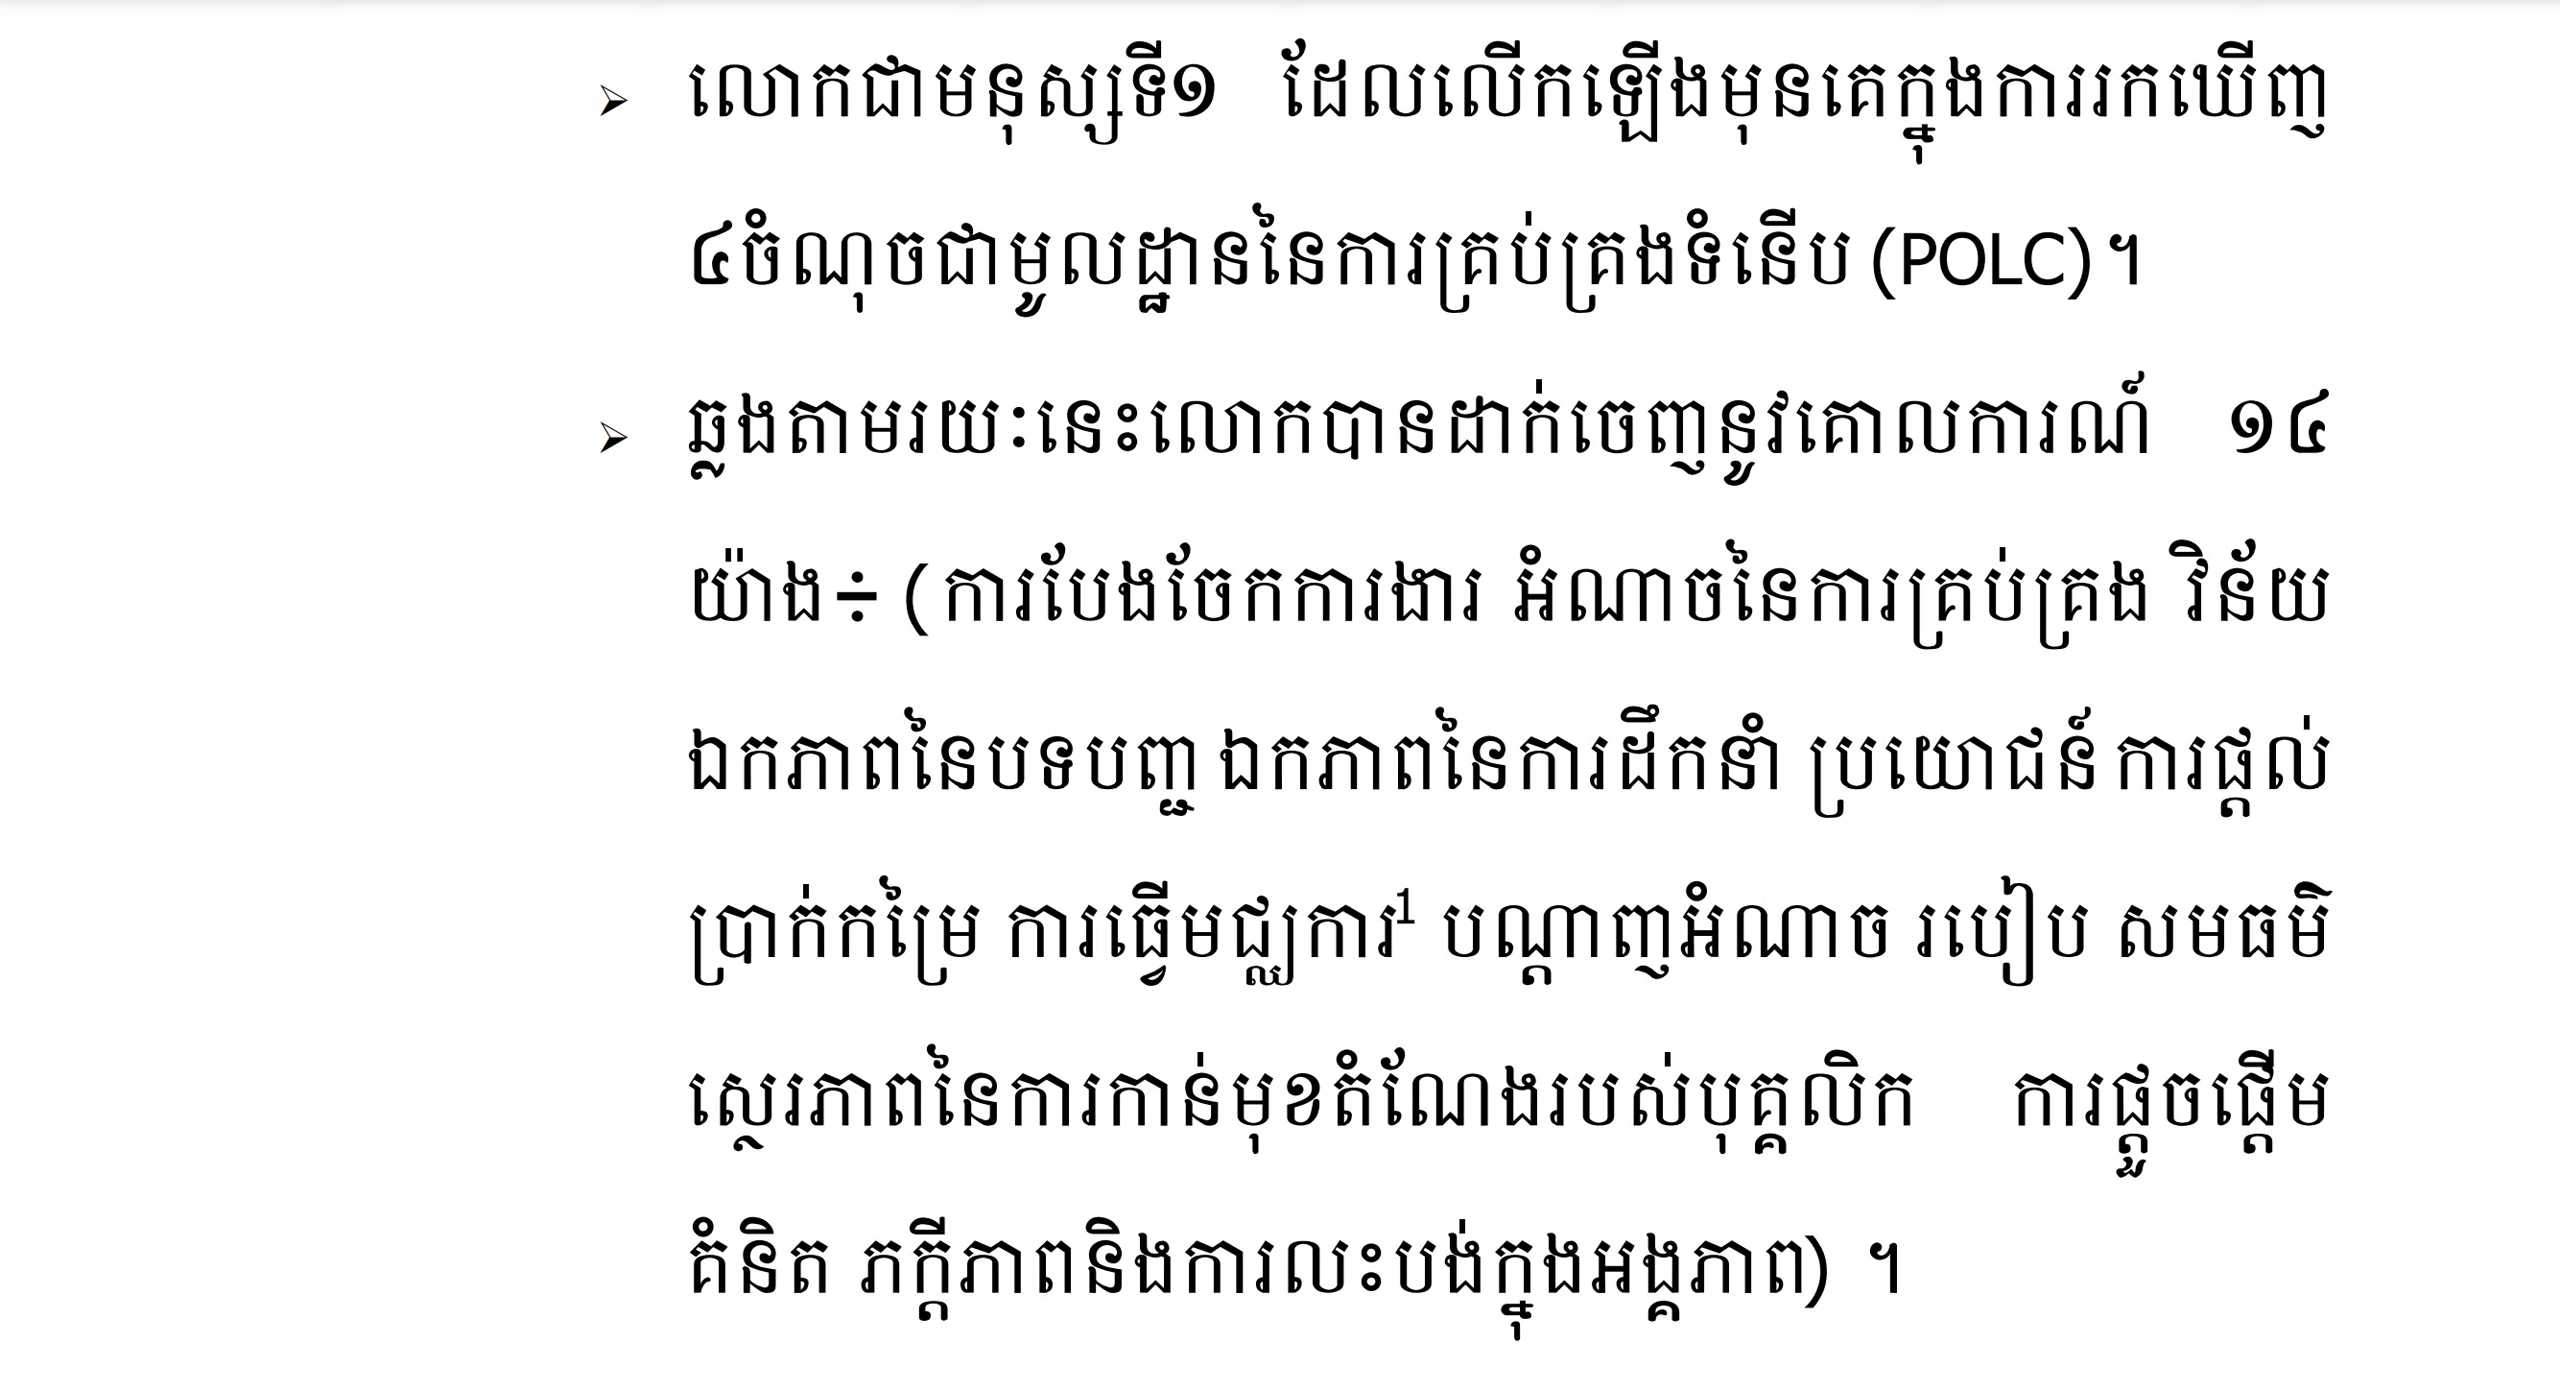 ➢ លោកជាមនុស្សទី១ ដែលលើកឡើងមុនគេក្នុងការរកឃើញ
៤ចំណុចជាមូលដ្ឋាននៃការគ្រប់គ្រងទំនើប (POLC)។
➢ ឆ្លងតាមរយៈនេះលោកបានដាក់ចេញនូវគោលការណ៍ ១៤
យ៉ាង÷ (ការបែងចែកការងារ អំណាចនៃការគ្រប់គ្រង វិន័យ
ឯកភាពនៃបទបញ្ជា ឯកភាពនៃការដឹកនាំ ប្រយោជន៍ ការផ្តល់
ប្រាក់កម្រៃ ការធ្វើមជ្ឈការ¹ បណ្តាញអំណាច របៀប សមធម៌
ស្ថេរភាពនៃការកាន់មុខតំណែងរបស់បុគ្គលិក ការផ្តួចផ្តើម
គំនិត ភក្តីភាពនិងការលះបង់ក្នុងអង្គភាព) ។